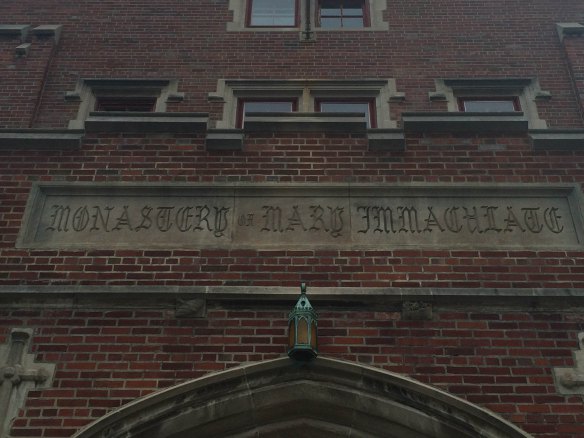 MONASTERY OF MARY IMMACULATE